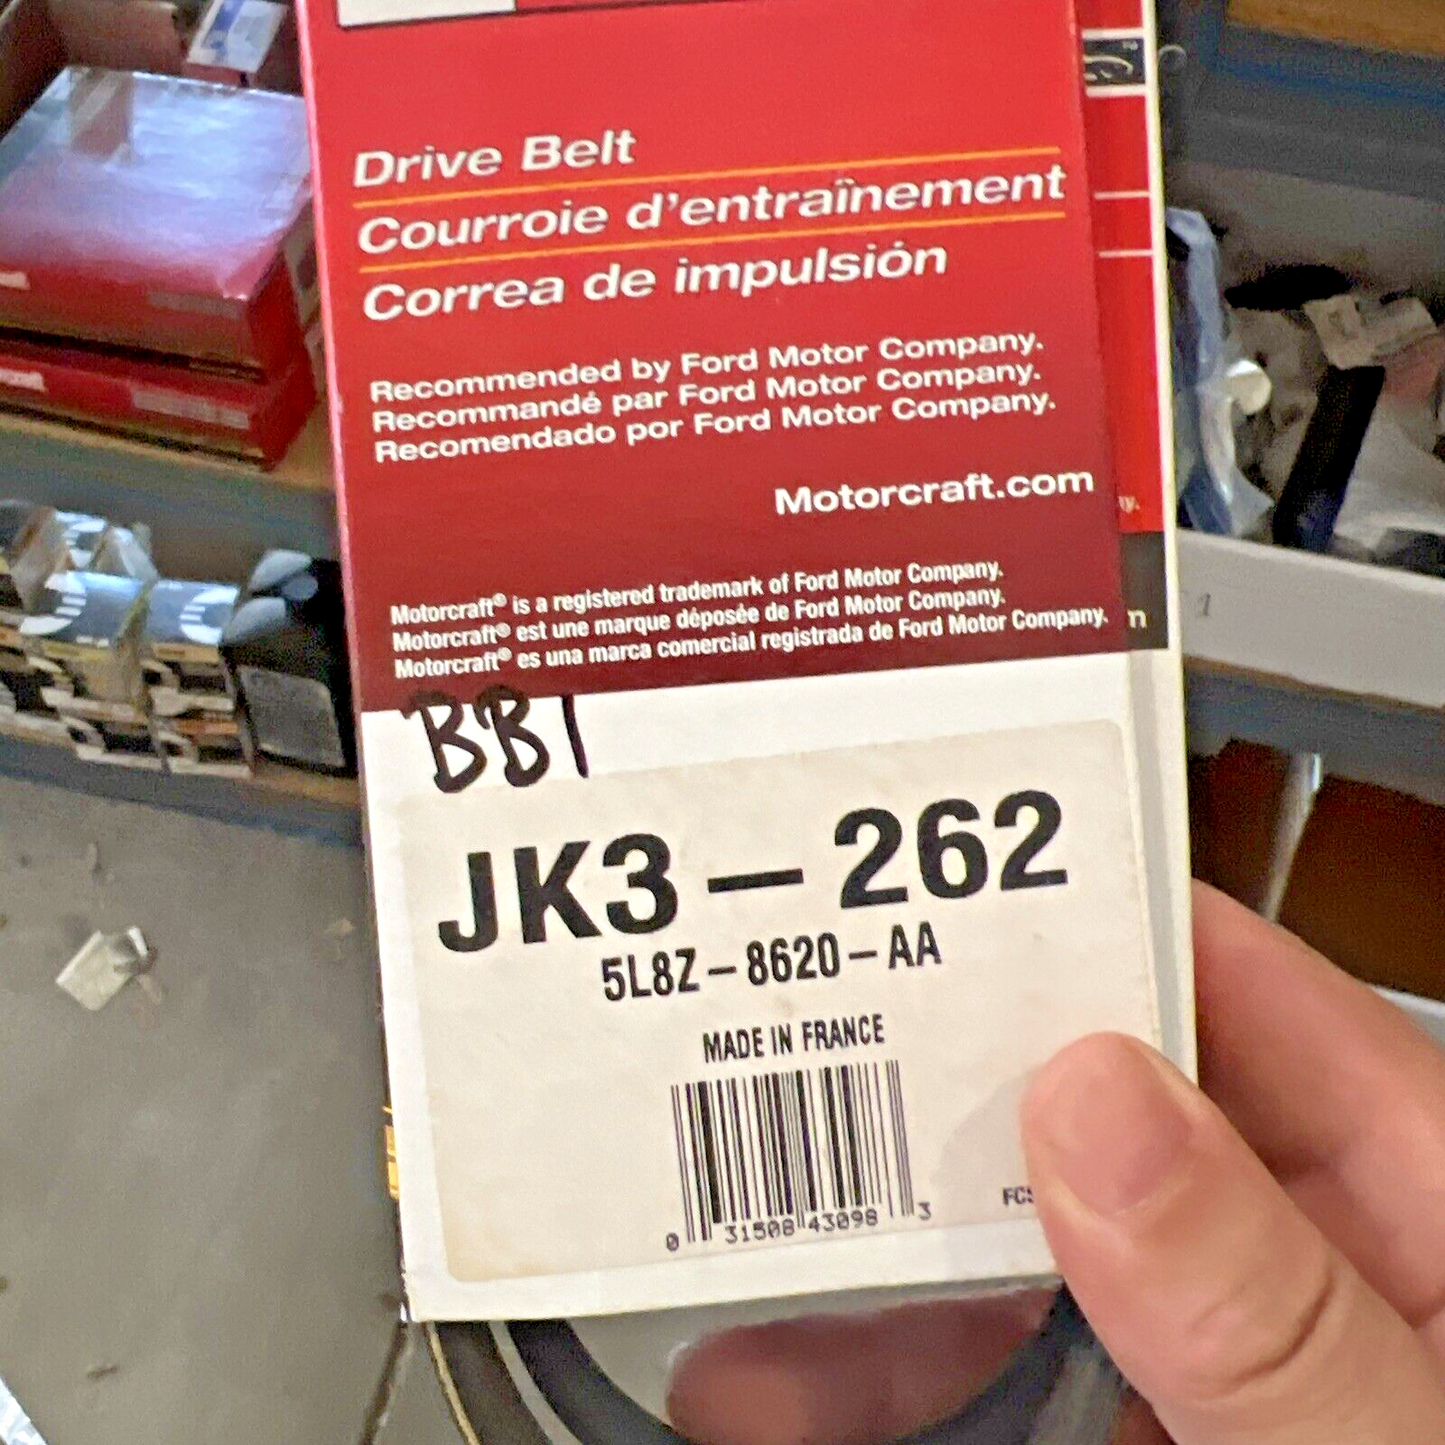 Drive Belt
Courroie d'entraînement
Correa de impulsión
Recommended by Ford Motor Company.
Recommandé par Ford Motor Company.
Recomendado por Ford Motor Company.
Motorcraft.com
Motorcraft® is a registered trademark of Ford Motor Company.
Motorcraft® est une marque déposée de Ford Motor Company.
Motorcraft® es una marca comercial registrada de Ford Motor Company.
BB1
JK3-262
5L8Z-8620-AA
MADE IN FRANCE
0 31508 43098 3